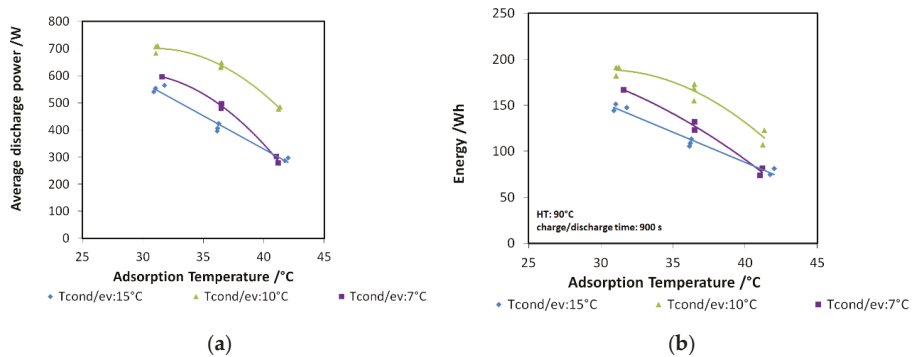 Average discharge power /W
800
700
600
500
400
300
200
100
0
25
30
35
40
45
Adsorption Temperature /°C
Tcond/ev:15°C
Tcond/ev:10°C
Tcond/ev:7°C
(a)
Energy /Wh
250
200
150
100
50
0
HT: 90°C
charge/discharge time: 900 s
25
30
35
40
45
Adsorption Temperature /°C
Tcond/ev:15°C
Tcond/ev:10°C
Tcond/ev:7°C
(b)